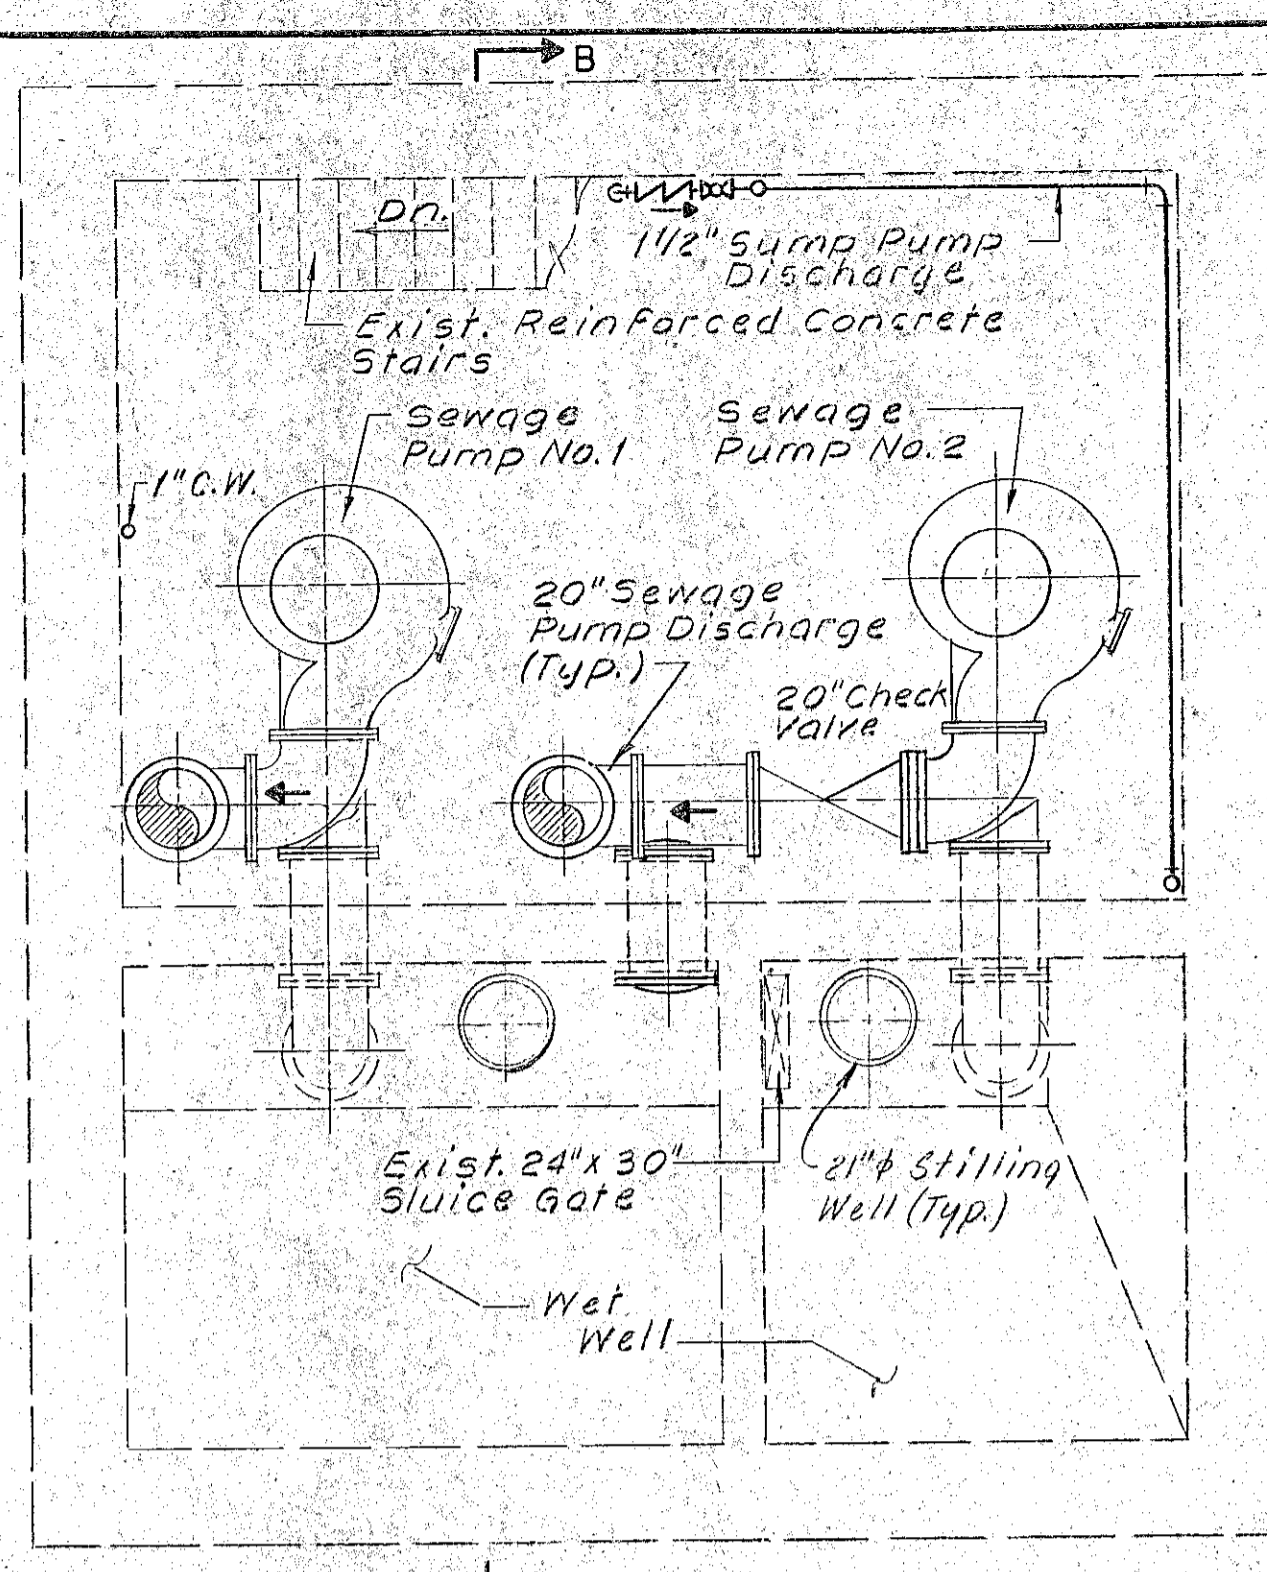 B
Dn.
1 1/2" Sump Pump
Discharge
Exist. Reinforced Concrete
Stairs
Sewage
Pump No.1
Sewage
Pump No.2
1" C.W.
20" Sewage
Pump Discharge
(Typ.)
20" Check
Valve
Exist. 24" x 30"
Sluice Gate
21" ϕ Stilling
Well (Typ.)
Wet
Well